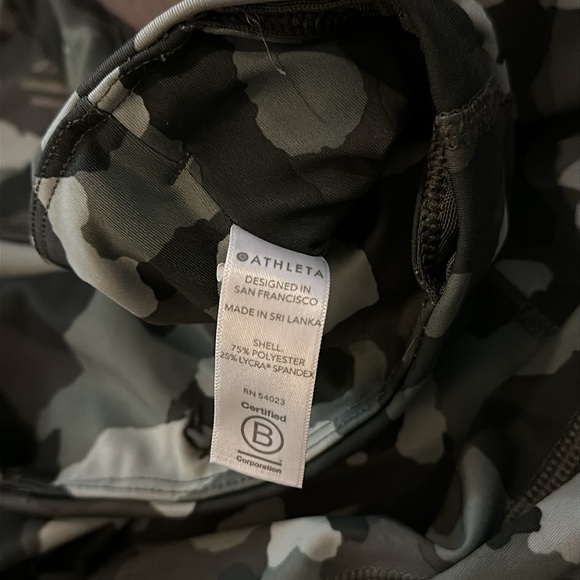 ATHLETA
DESIGNED IN
SAN FRANCISCO
MADE IN SRI LANKA
SHELL:
75% POLYESTER
25% LYCRA® SPANDEX
RN 54023
Certified
B
Corporation